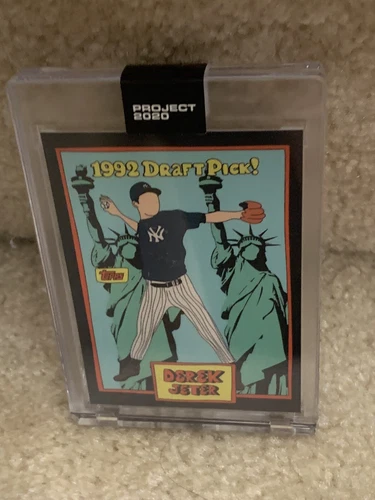 PROJECT
2020
1992 DRAFT PICK!
NY
Topps
DEREK
JETER